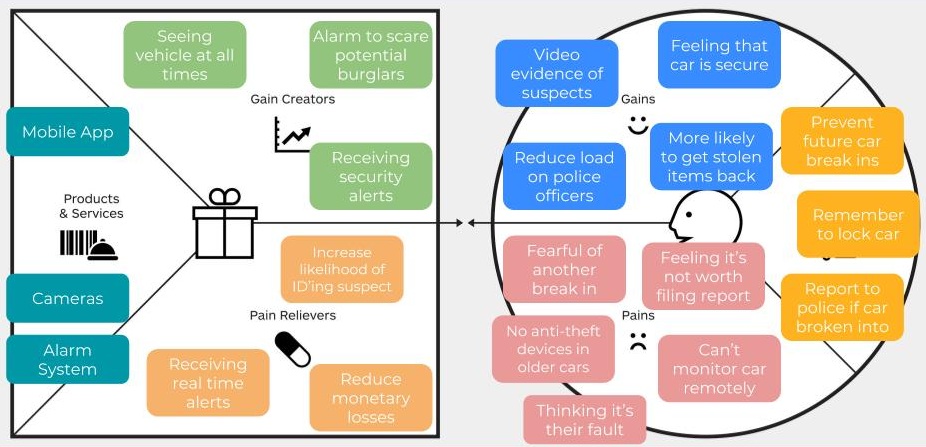 Seeing
vehicle at all
times
Alarm to scare
potential
burglars
Gain Creators
Mobile App
Receiving
security
alerts
Products
& Services
Increase
likelihood of
ID'ing suspect
Cameras
Pain Relievers
Alarm
System
Receiving
real time
alerts
Reduce
monetary
losses
Video
evidence of
suspects
Feeling that
car is secure
Gains
Reduce load
on police
officers
More likely
to get stolen
items back
Prevent
future car
break ins
Remember
to lock car
Report to
police if car
broken into
Fearful of
another
break in
Feeling it's
not worth
filing report
Pains
No anti-theft
devices in
older cars
Can't
monitor car
remotely
Thinking it's
their fault